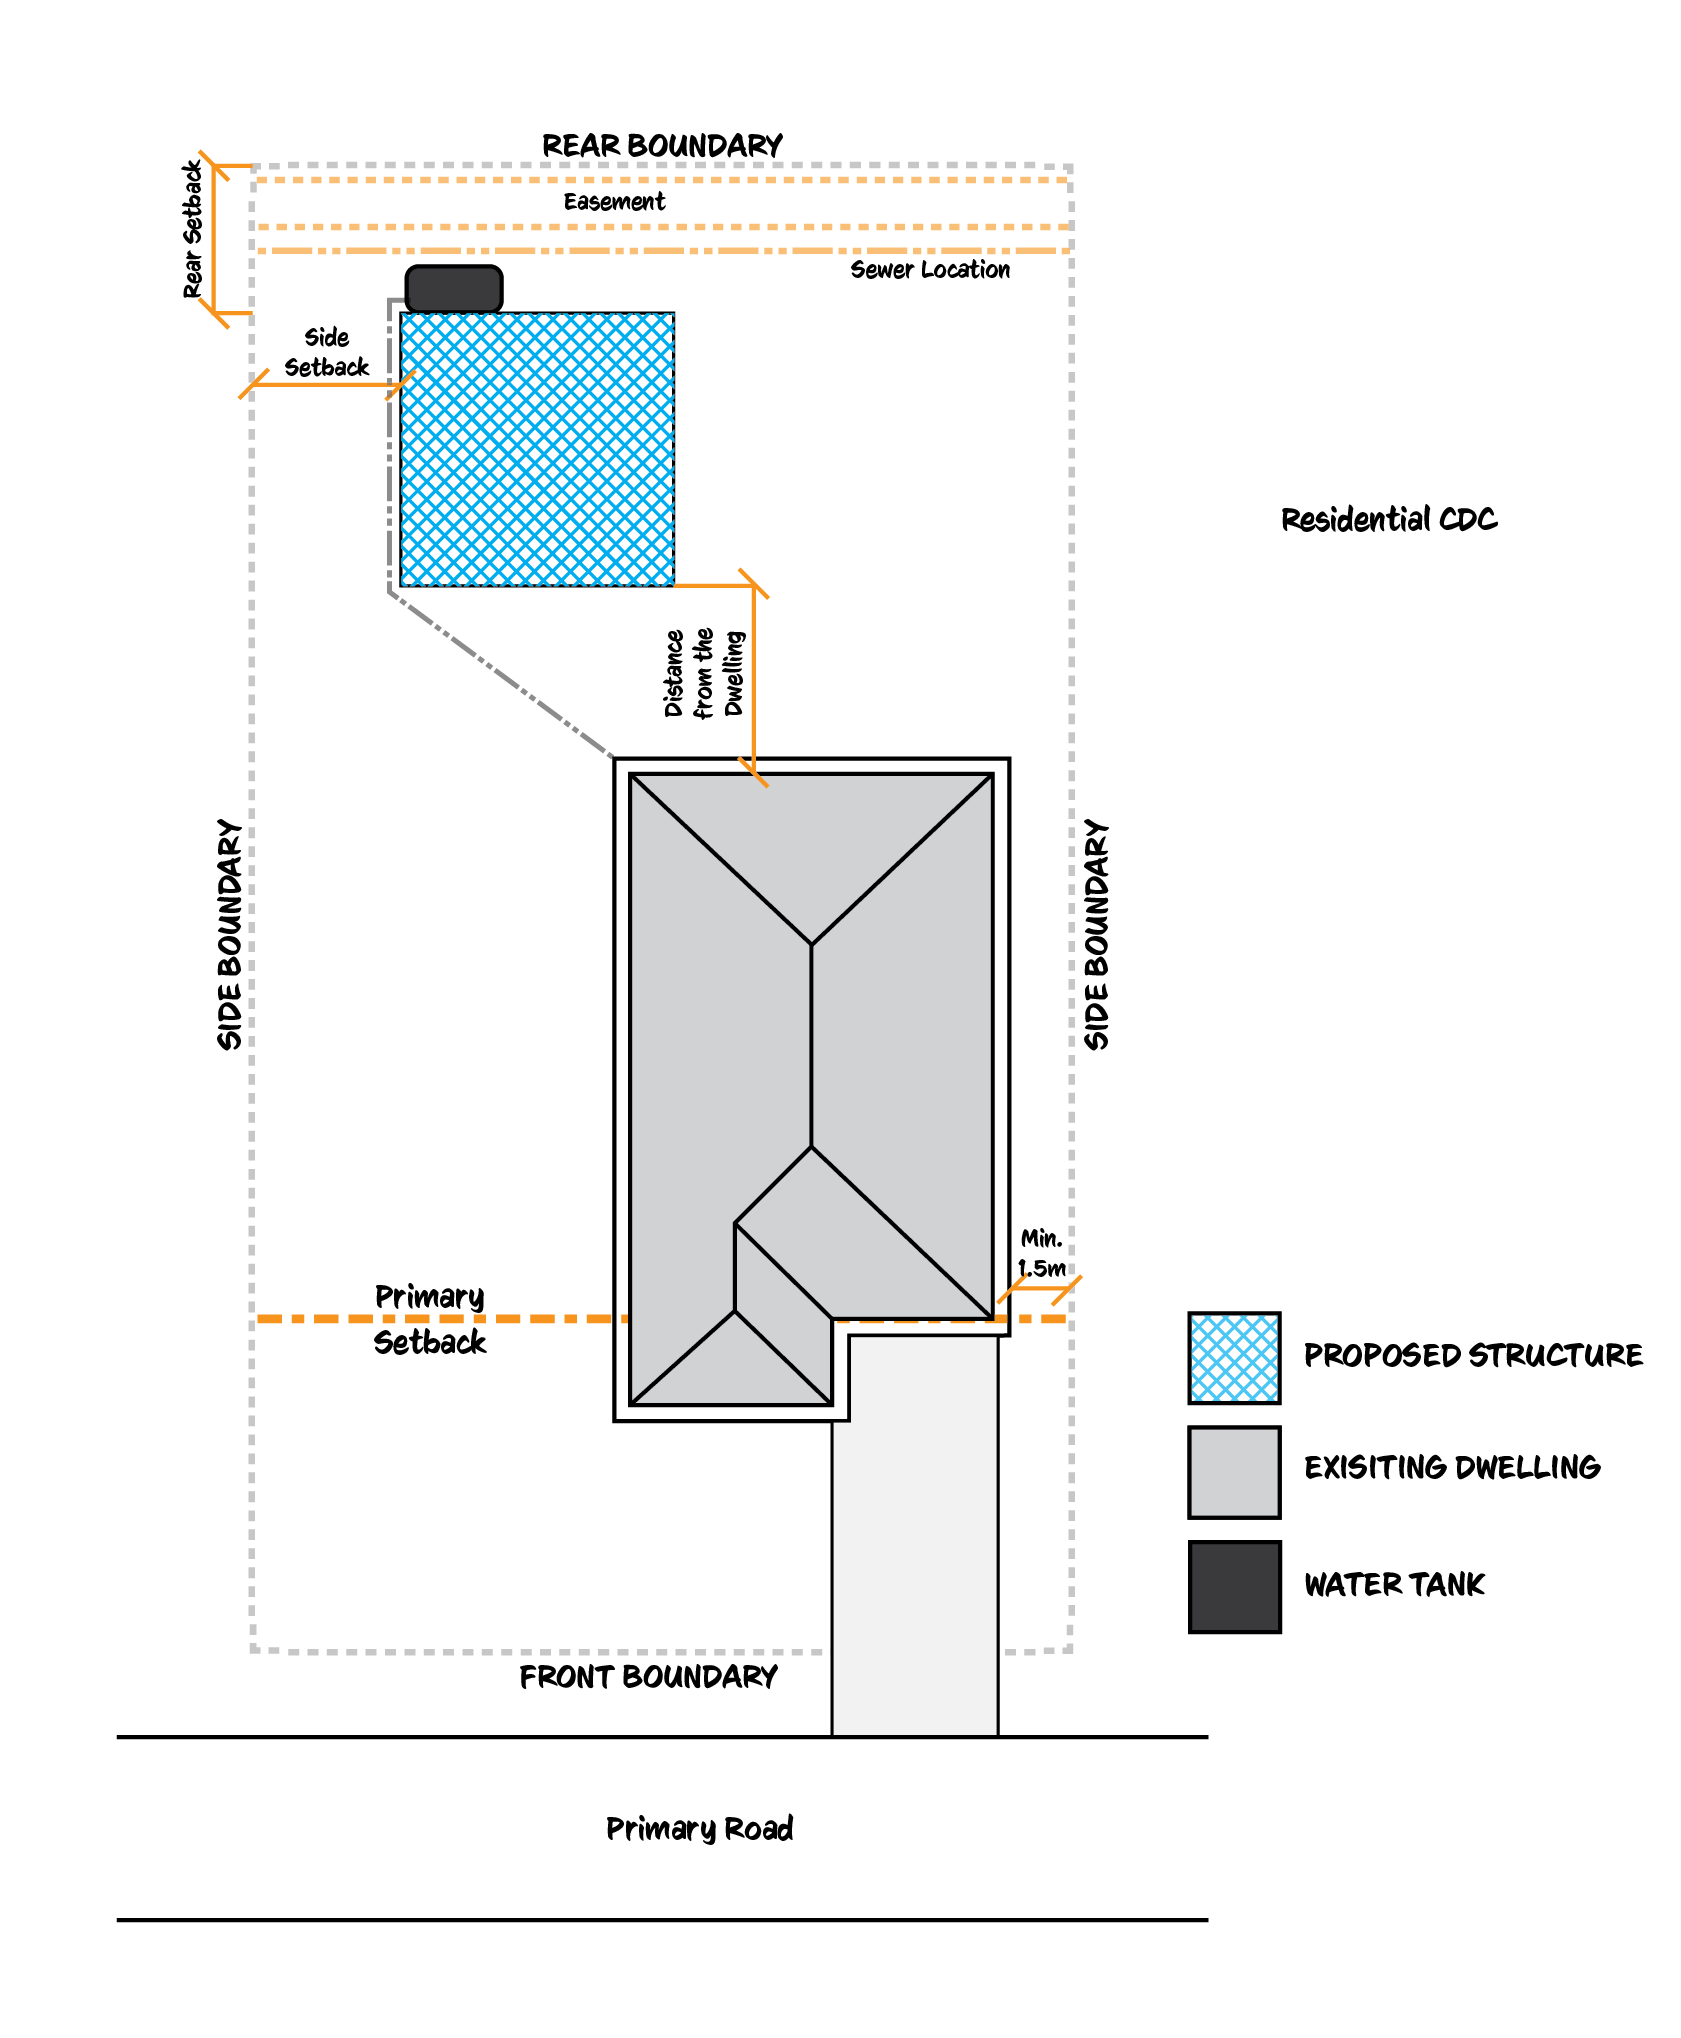 REAR BOUNDARY
Rear Setback
Easement
Sewer Location
Side
Setback
Residential CDC
Distance
from the
Dwelling
SIDE BOUNDARY
SIDE BOUNDARY
Min.
1.5m
Primary
Setback
PROPOSED STRUCTURE
EXISITING DWELLING
WATER TANK
FRONT BOUNDARY
Primary Road